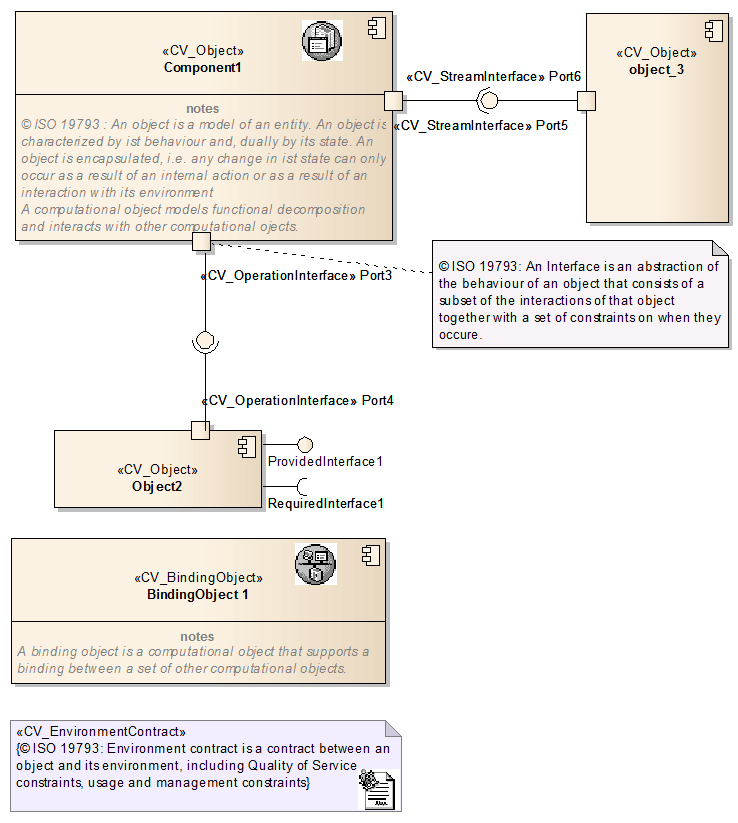 «CV_Object»
Component1
notes
© ISO 19793 : An object is a model of an entity. An object is
characterized by ist behaviour and, dually by its state. An
object is encapsulated, i.e. any change in ist state can only
occur as a result of an internal action or as a result of an
interaction with its environment
A computational object models functional decomposition
and interacts with other computational ojects.
«CV_StreamInterface» Port6
«CV_StreamInterface» Port5
«CV_Object»
object_3
«CV_OperationInterface» Port3
© ISO 19793: An Interface is an abstraction of
the behaviour of an object that consists of a
subset of the interactions of that object
together with a set of constraints on when they
occure.
«CV_OperationInterface» Port4
«CV_Object»
Object2
ProvidedInterface1
RequiredInterface1
«CV_BindingObject»
BindingObject 1
notes
A binding object is a computational object that supports a
binding between a set of other computational objects.
«CV_EnvironmentContract»
{© ISO 19793: Environment contract is a contract between an
object and its environment, including Quality of Service
constraints, usage and management constraints}